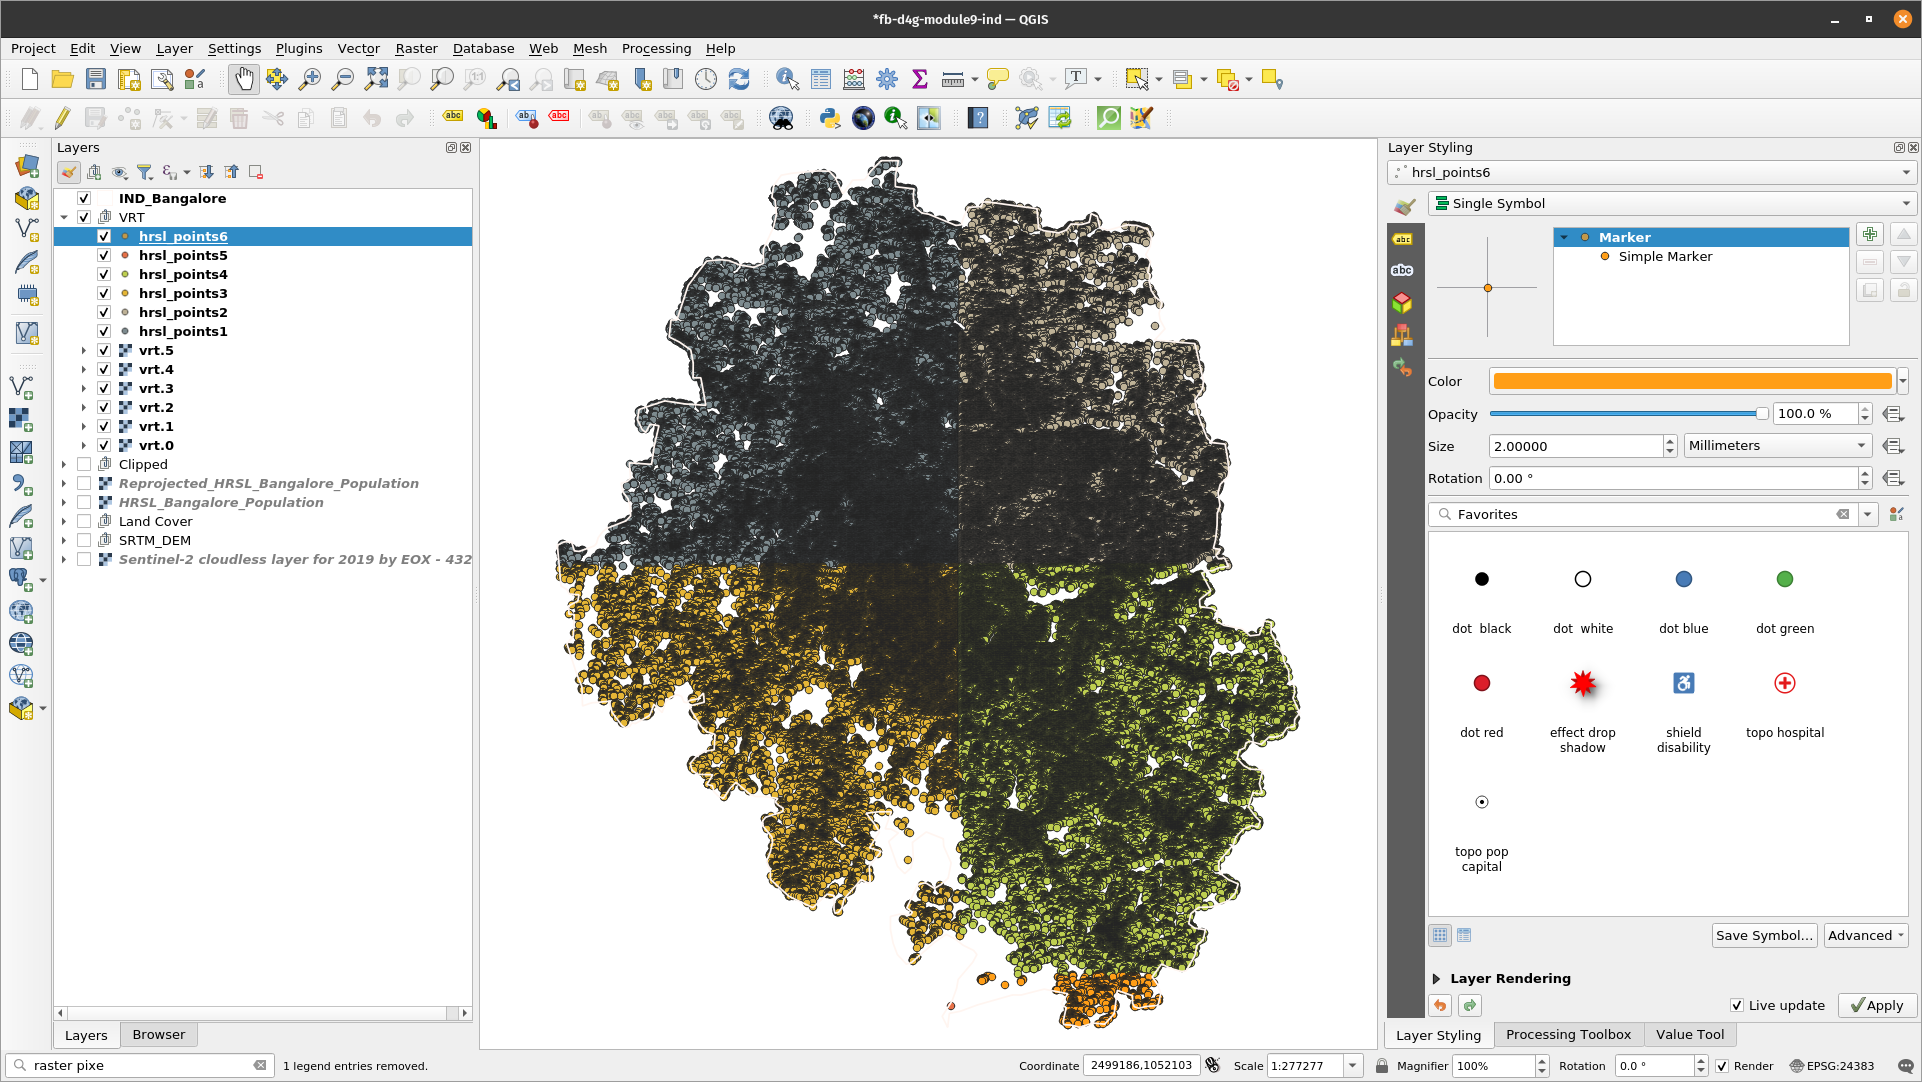 *fb-d4g-module9-ind — QGIS
Project Edit View Layer Settings Plugins Vector Raster Database Web Mesh Processing Help
Layers
IND_Bangalore
VRT
hrsl_points6
hrsl_points5
hrsl_points4
hrsl_points3
hrsl_points2
hrsl_points1
vrt.5
vrt.4
vrt.3
vrt.2
vrt.1
vrt.0
Clipped
Reprojected_HRSL_Bangalore_Population
HRSL_Bangalore_Population
Land Cover
SRTM_DEM
Sentinel-2 cloudless layer for 2019 by EOX - 432
Layers Browser
Layer Styling
hrsl_points6
Single Symbol
Marker
Simple Marker
Color
Opacity 100.0 %
Size 2.00000 Millimeters
Rotation 0.00 °
Favorites
dot black dot white dot blue dot green
dot red effect drop shadow shield disability topo hospital
topo pop capital
Save Symbol... Advanced
Layer Rendering
Live update Apply
Layer Styling Processing Toolbox Value Tool
raster pixe 1 legend entries removed. Coordinate 2499186,1052103 Scale 1:277277 Magnifier 100% Rotation 0.0 ° Render EPSG:24383